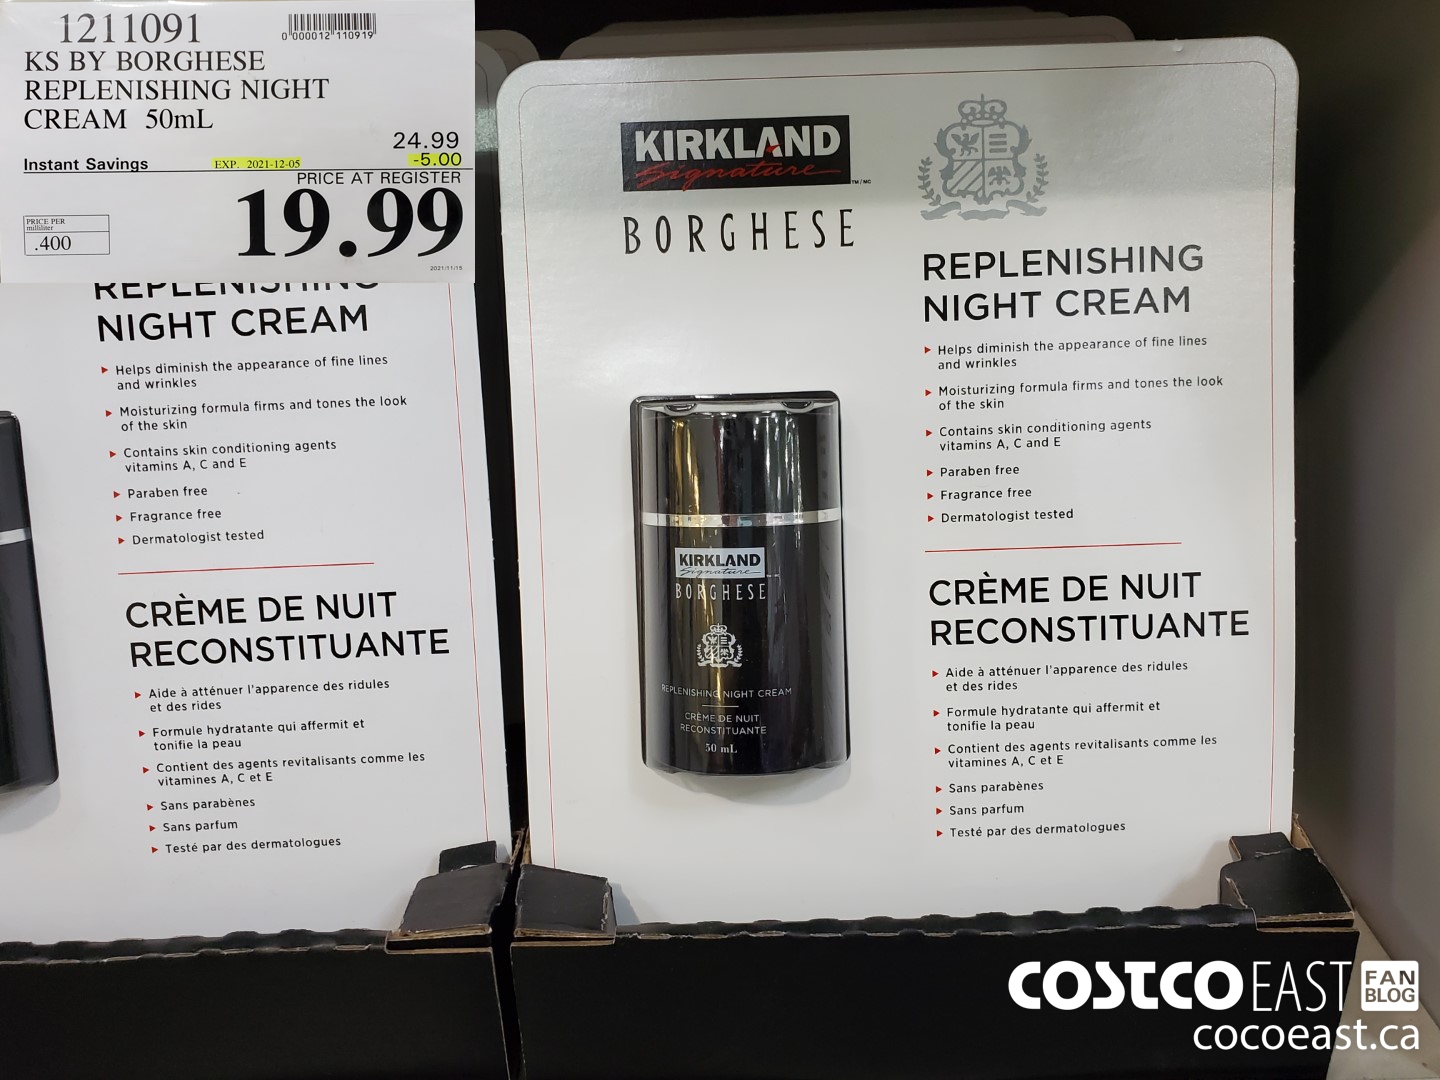 1211091
0 000012 110919
KS BY BORGHESE
REPLENISHING NIGHT
CREAM 50mL
24.99
Instant Savings EXP. 2021-12-05 -5.00
PRICE AT REGISTER
19.99
PRICE PER
milliliter
.400
2021/11/15
REPLENISHING
NIGHT CREAM
Helps diminish the appearance of fine lines
and wrinkles
Moisturizing formula firms and tones the look
of the skin
Contains skin conditioning agents
vitamins A, C and E
Paraben free
Fragrance free
Dermatologist tested
CRÈME DE NUIT
RECONSTITUANTE
Aide à atténuer l'apparence des ridules
et des rides
Formule hydratante qui affermit et
tonifie la peau
Contient des agents revitalisants comme les
vitamines A, C et E
Sans parabènes
Sans parfum
Testé par des dermatologues
KIRKLAND
Signature TM/MC
BORGHESE
REPLENISHING
NIGHT CREAM
Helps diminish the appearance of fine lines
and wrinkles
Moisturizing formula firms and tones the look
of the skin
Contains skin conditioning agents
vitamins A, C and E
Paraben free
Fragrance free
Dermatologist tested
CRÈME DE NUIT
RECONSTITUANTE
Aide à atténuer l'apparence des ridules
et des rides
Formule hydratante qui affermit et
tonifie la peau
Contient des agents revitalisants comme les
vitamines A, C et E
Sans parabènes
Sans parfum
Testé par des dermatologues
KIRKLAND
Signature
BORGHESE
REPLENISHING NIGHT CREAM
CRÈME DE NUIT
RECONSTITUANTE
50 mL
COSTCO EAST FAN BLOG
cocoeast.ca